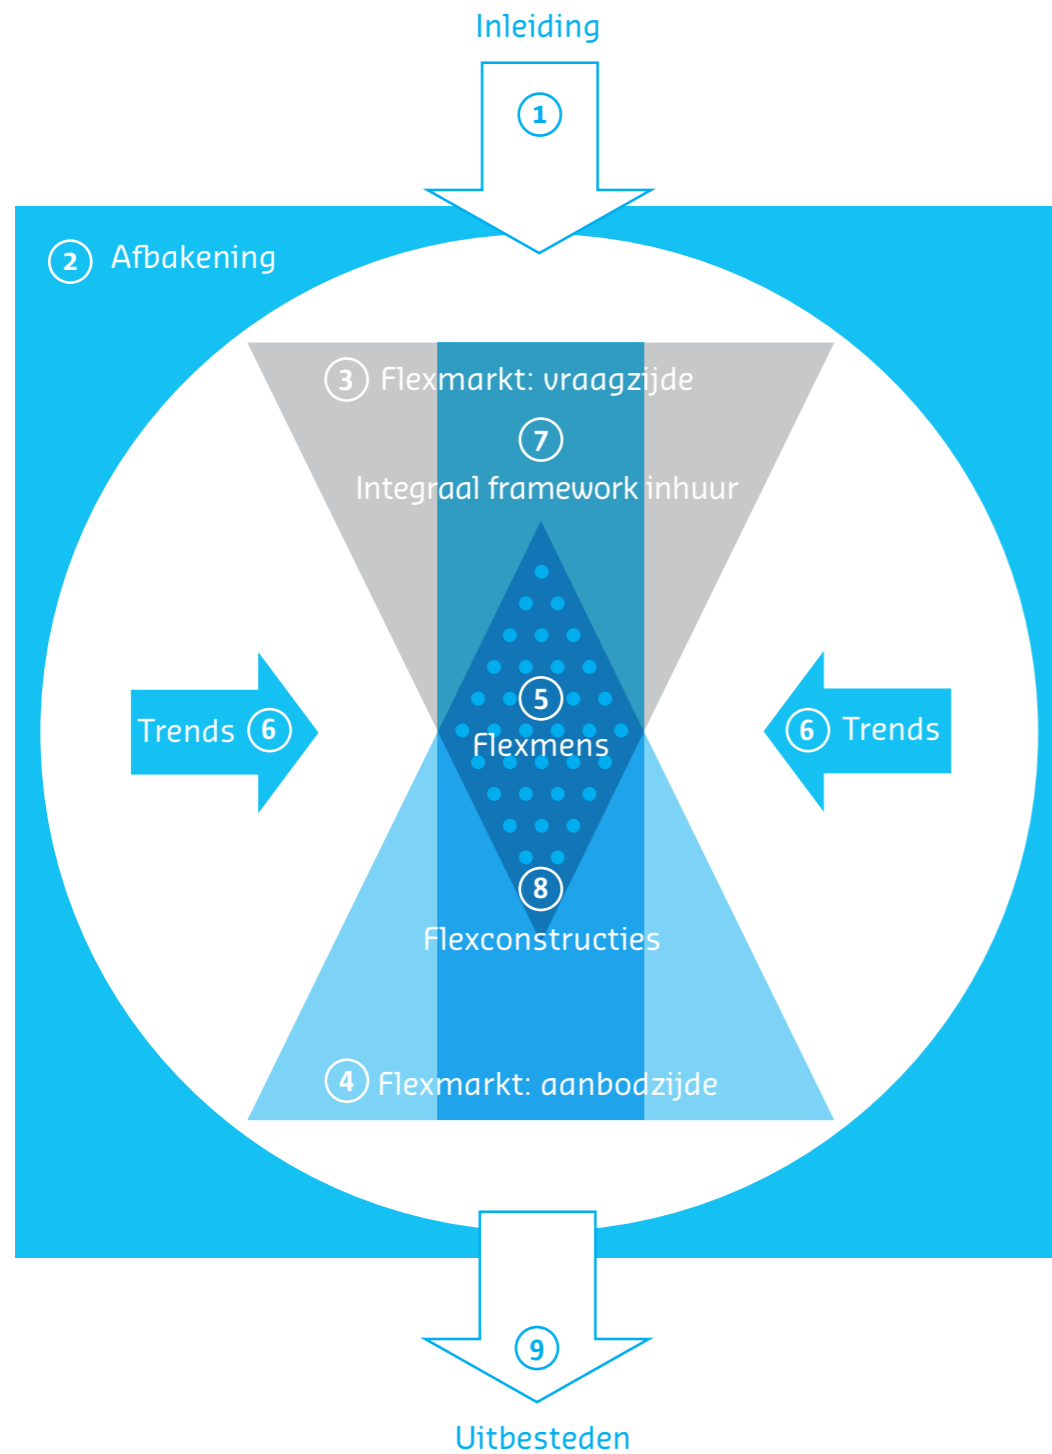 Inleiding
1
2 Afbakening
3 Flexmarkt: vraagzijde
7
Integraal framework inhuur
5
Trends 6
6 Trends
Flexmens
8
Flexconstructies
4 Flexmarkt: aanbodzijde
9
Uitbesteden